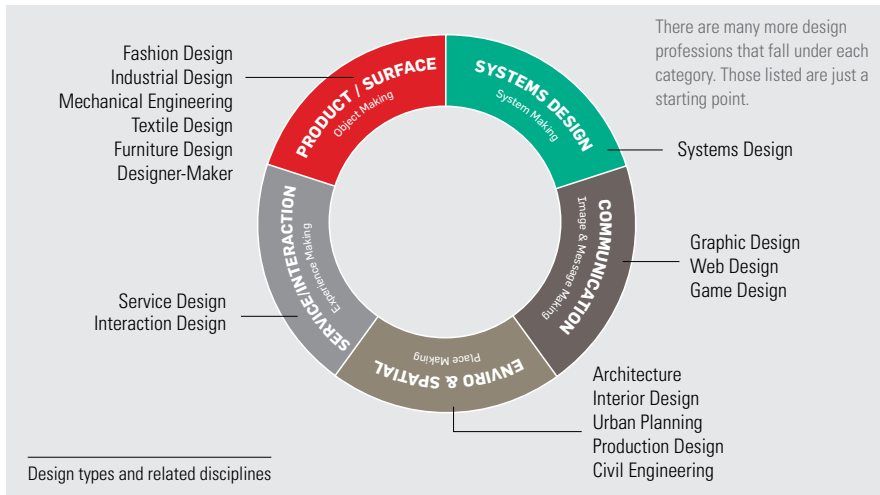 There are many more design
professions that fall under each
category. Those listed are just a
starting point.
Fashion Design
Industrial Design
Mechanical Engineering
Textile Design
Furniture Design
Designer-Maker
PRODUCT / SURFACE
Object Making
SYSTEMS DESIGN
System Making
Systems Design
COMMUNICATION
Image & Message Making
Graphic Design
Web Design
Game Design
SERVICE/INTERACTION
Experience Making
Service Design
Interaction Design
ENVIRO & SPATIAL
Place Making
Architecture
Interior Design
Urban Planning
Production Design
Civil Engineering
Design types and related disciplines